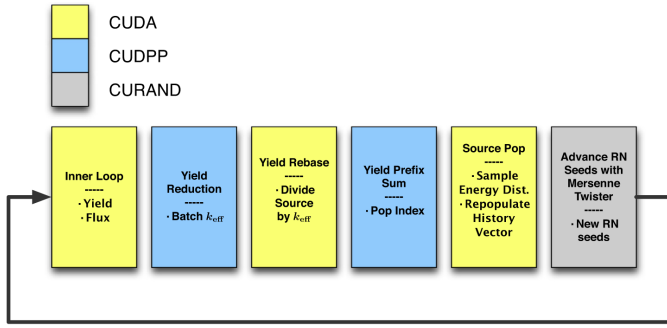 CUDA
CUDPP
CURAND
Inner Loop
-----
· Yield
· Flux
Yield
Reduction
-----
· Batch k_eff
Yield Rebase
-----
· Divide
Source
by k_eff
Yield Prefix
Sum
-----
· Pop Index
Source Pop
-----
· Sample
Energy Dist.
· Repopulate
History
Vector
Advance RN
Seeds with
Mersenne
Twister
-----
· New RN
seeds